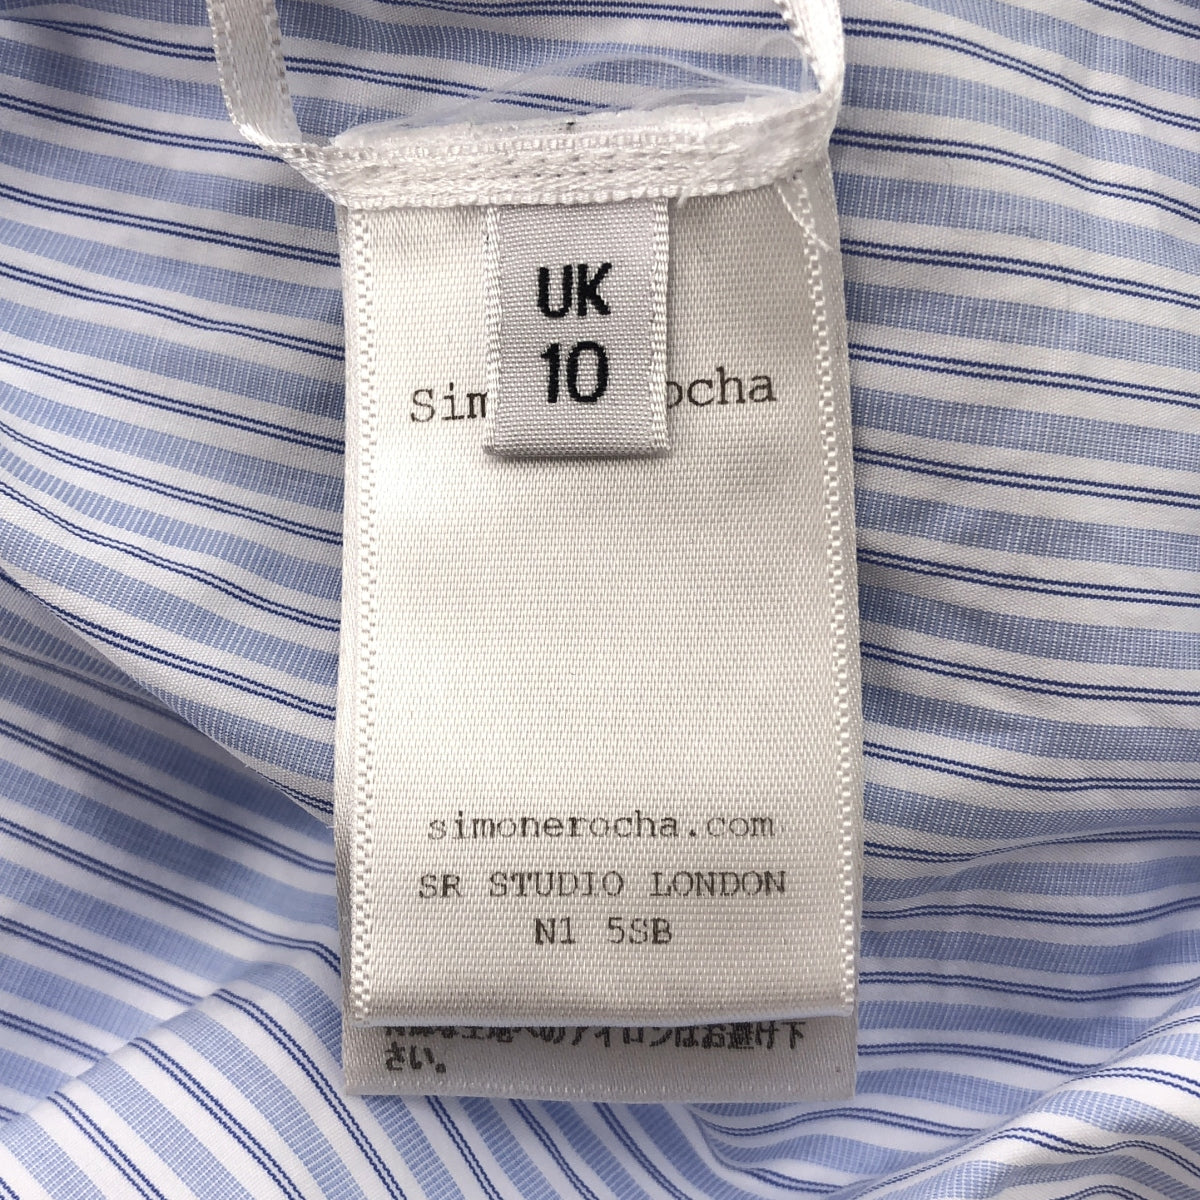 UK
10
Sim ocha
simonerocha.com
SR STUDIO LONDON
N1 5SB
のアイロンはお避け下
さい。